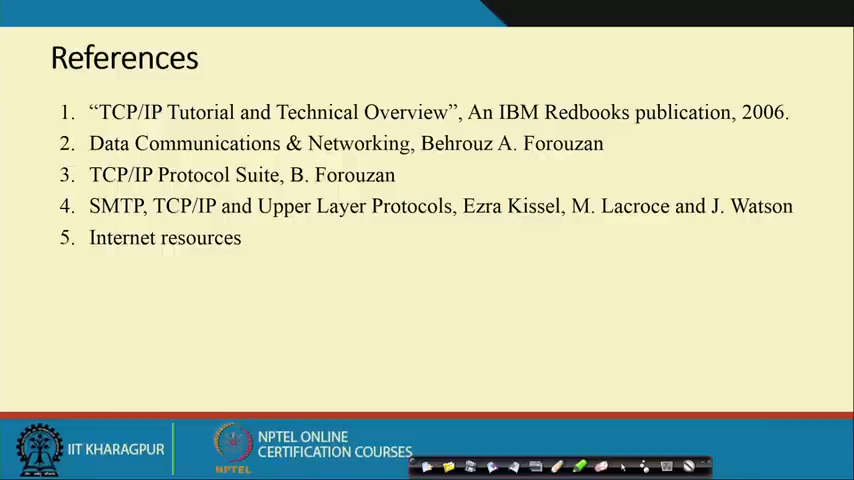 References
1. “TCP/IP Tutorial and Technical Overview”, An IBM Redbooks publication, 2006.
2. Data Communications & Networking, Behrouz A. Forouzan
3. TCP/IP Protocol Suite, B. Forouzan
4. SMTP, TCP/IP and Upper Layer Protocols, Ezra Kissel, M. Lacroce and J. Watson
5. Internet resources
IIT KHARAGPUR
NPTEL
NPTEL ONLINE
CERTIFICATION COURSES